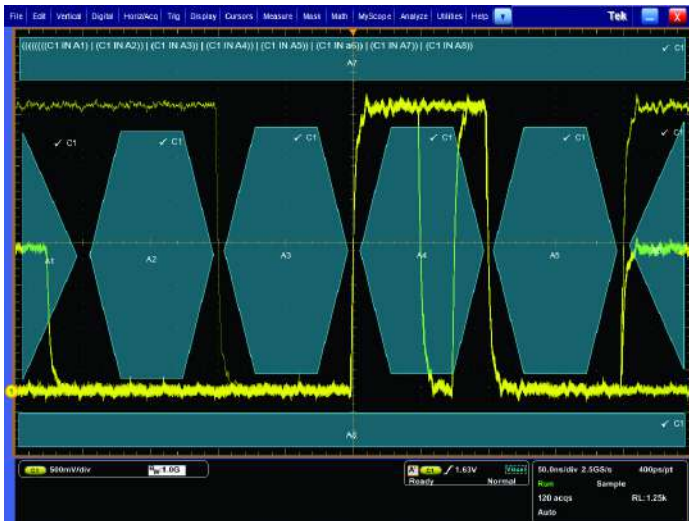 File Edit Vertical Digital Horiz/Acq Trig Display Cursors Measure Mask Math MyScope Analyze Utilities Help Tek X
((((((((C1 IN A1) | (C1 IN A2)) | (C1 IN A3)) | (C1 IN A4)) | (C1 IN A5)) | (C1 IN a6)) | (C1 IN A7)) | (C1 IN A8)) C1
A7
C1 C1 C1 C1 C1 C1
A1 A2 A3 A4 A5
C1
A8
C1 500mV/div BW:1.0G A' C1 1.63V Visual 50.0ns/div 2.5GS/s 400ps/pt
Ready Normal Run Sample
120 acqs RL:1.25k
Auto